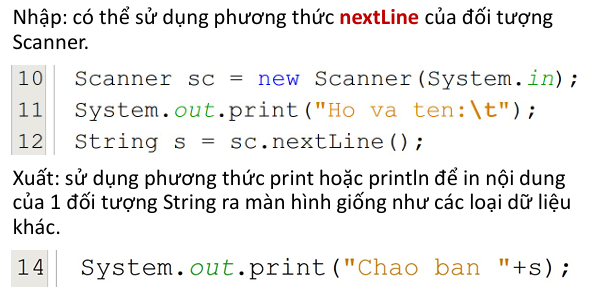 Nhập: có thể sử dụng phương thức nextLine của đối tượng
Scanner.
10 Scanner sc = new Scanner(System.in);
11 System.out.print("Ho va ten:\t");
12 String s = sc.nextLine();
Xuất: sử dụng phương thức print hoặc println để in nội dung
của 1 đối tượng String ra màn hình giống như các loại dữ liệu
khác.
14 System.out.print("Chao ban "+s);